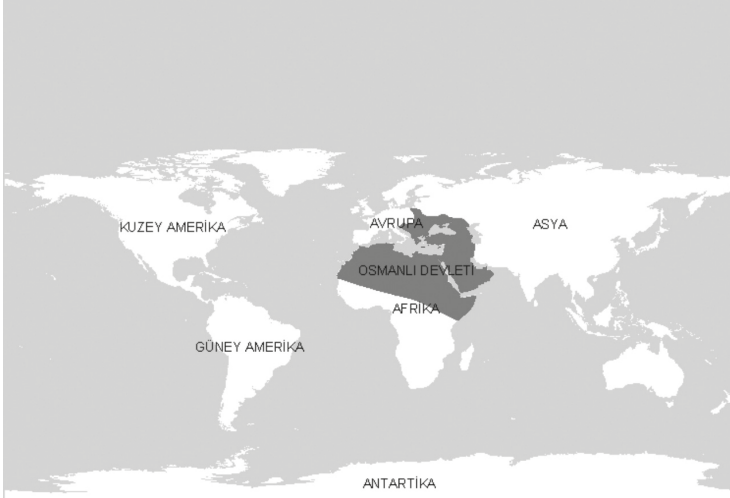 AVRUPA
ASYA
KUZEY AMERİKA
OSMANLI DEVLETİ
AFRİKA
GÜNEY AMERİKA
ANTARTİKA